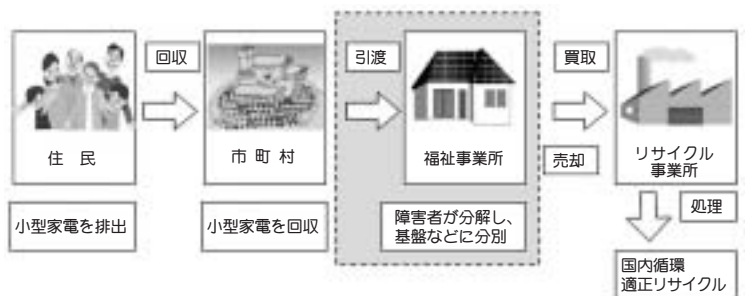 回収
引渡
買取
住 民
市 町 村
福祉事業所
売却
リサイクル
事業所
小型家電を排出
小型家電を回収
障害者が分解し、
基盤などに分別
処理
国内循環
適正リサイクル